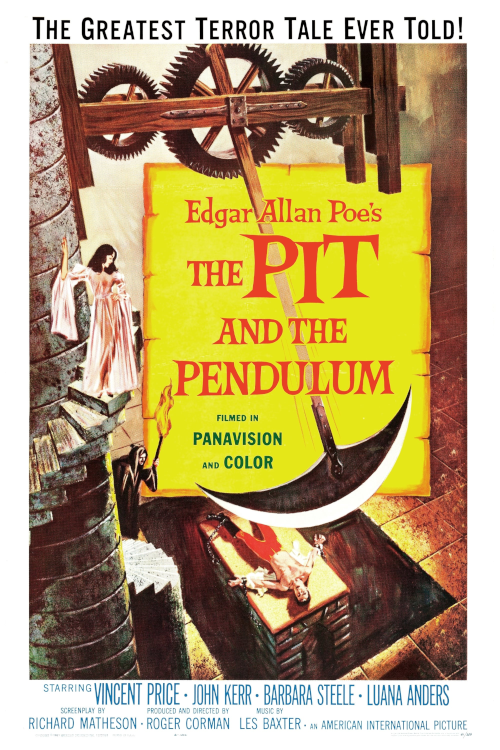 THE GREATEST TERROR TALE EVER TOLD!
Edgar Allan Poe's
THE PIT
AND THE
PENDULUM
FILMED IN
PANAVISION
AND COLOR
STARRING VINCENT PRICE • JOHN KERR • BARBARA STEELE • LUANA ANDERS
SCREENPLAY BY PRODUCED AND DIRECTED BY MUSIC BY
RICHARD MATHESON • ROGER CORMAN LES BAXTER • AN AMERICAN INTERNATIONAL PICTURE